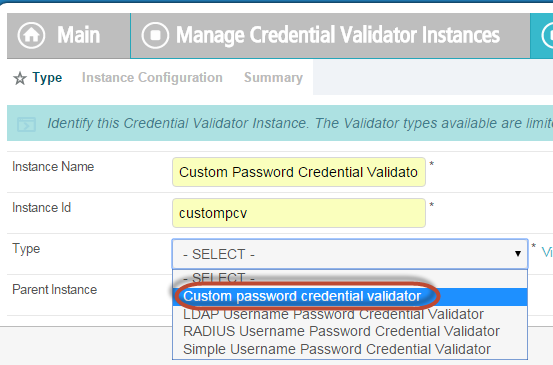 Main
Manage Credential Validator Instances
Type Instance Configuration Summary
Identify this Credential Validator Instance. The Validator types available are limite
Instance Name Custom Password Credential Validato *
Instance Id custompcv *
Type - SELECT - * Vi
- SELECT -
Parent Instance
Custom password credential validator
LDAP Username Password Credential Validator
RADIUS Username Password Credential Validator
Simple Username Password Credential Validator